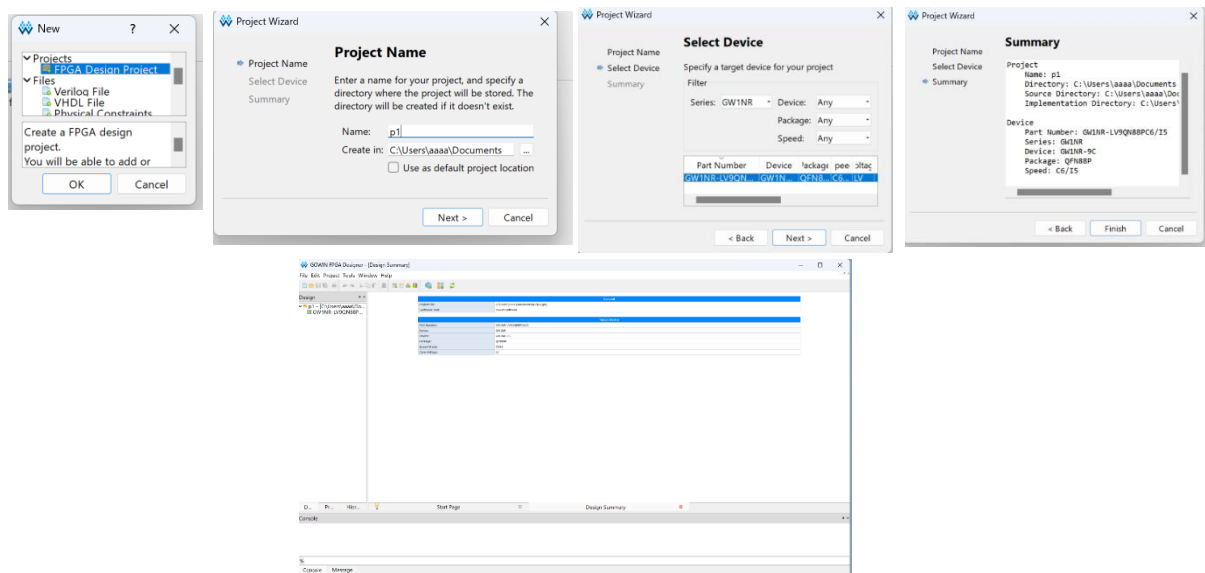 New
Projects
FPGA Design Project
Files
Verilog File
VHDL File
Physical Constraints
Create a FPGA design
project.
You will be able to add or
OK Cancel
Project Wizard
Project Name
Select Device
Summary
Project Name
Enter a name for your project, and specify a
directory where the project will be stored. The
directory will be created if it doesn't exist.
Name: p1
Create in: C:\Users\aaaa\Documents ...
Use as default project location
Next > Cancel
Project Wizard
Project Name
Select Device
Summary
Select Device
Specify a target device for your project
Filter
Series: GW1NR Device: Any
Package: Any
Speed: Any
Part Number Device
GW1NR-LV9QN... GW1N... QFN8... C6... LV
< Back Next > Cancel
Project Wizard
Project Name
Select Device
Summary
Summary
Project
Name: p1
Directory: C:\Users\aaaa\Documents
Source Directory: C:\Users\aaaa\Doc
Implementation Directory: C:\Users\
Device
Part Number: GW1NR-LV9QN88PC6/I5
Series: GW1NR
Device: GW1NR-9C
Package: QFN88P
Speed: C6/I5
< Back Finish Cancel
GOWIN FPGA Designer - [Design Summary]
File Edit Project Tools Window Help
Design
p1 - [C:\Users\aaaa\Do...
GW1NR-LV9QN88P...
D... Pr... Hier... Start Page Design Summary
Console
%
Console Message